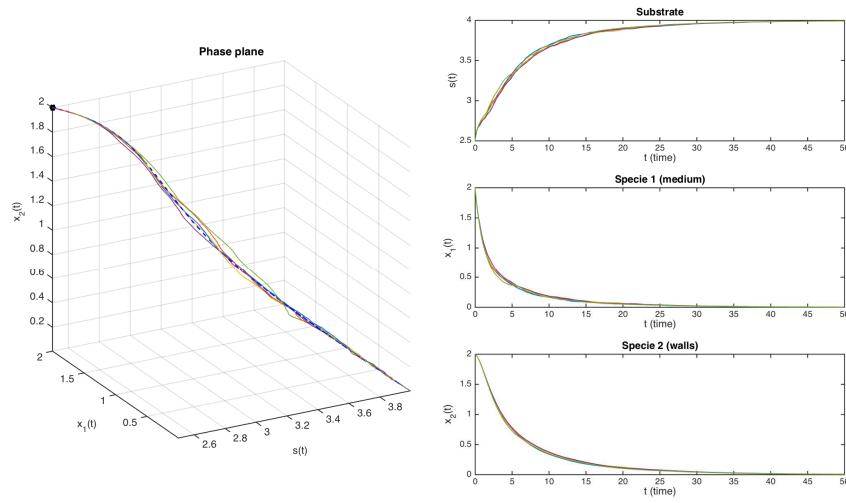 Phase plane
2
1.8
1.6
1.4
1.2
1
0.8
0.6
0.4
0.2
x2(t)
2
1.5
1
0.5
x1(t)
2.6 2.8 3 3.2 3.4 3.6 3.8
s(t)
Substrate
4
3.5
3
2.5
s(t)
0 5 10 15 20 25 30 35 40 45 50
t (time)
Specie 1 (medium)
2
1.5
1
0.5
0
x1(t)
0 5 10 15 20 25 30 35 40 45 50
t (time)
Specie 2 (walls)
2
1.5
1
0.5
0
x2(t)
0 5 10 15 20 25 30 35 40 45 50
t (time)